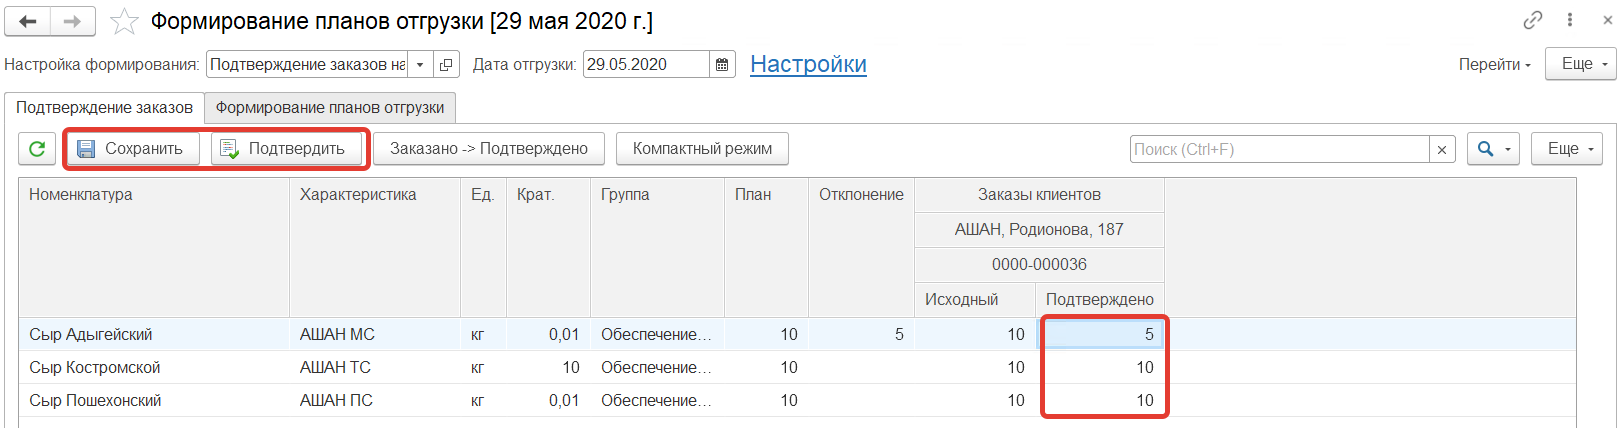 Формирование планов отгрузки [29 мая 2020 г.]
Настройка формирования: Подтверждение заказов на Дата отгрузки: 29.05.2020 Настройки Перейти Еще
Подтверждение заказов Формирование планов отгрузки
Сохранить Подтвердить Заказано -> Подтверждено Компактный режим Поиск (Ctrl+F) × Еще
Номенклатура Характеристика Ед. Крат. Группа План Отклонение Заказы клиентов
АШАН, Родионова, 187
0000-000036
Исходный Подтверждено
Сыр Адыгейский АШАН МС кг 0,01 Обеспечение... 10 5 10 5
Сыр Костромской АШАН ТС кг 10 Обеспечение... 10 10 10
Сыр Пошехонский АШАН ПС кг 0,01 Обеспечение... 10 10 10